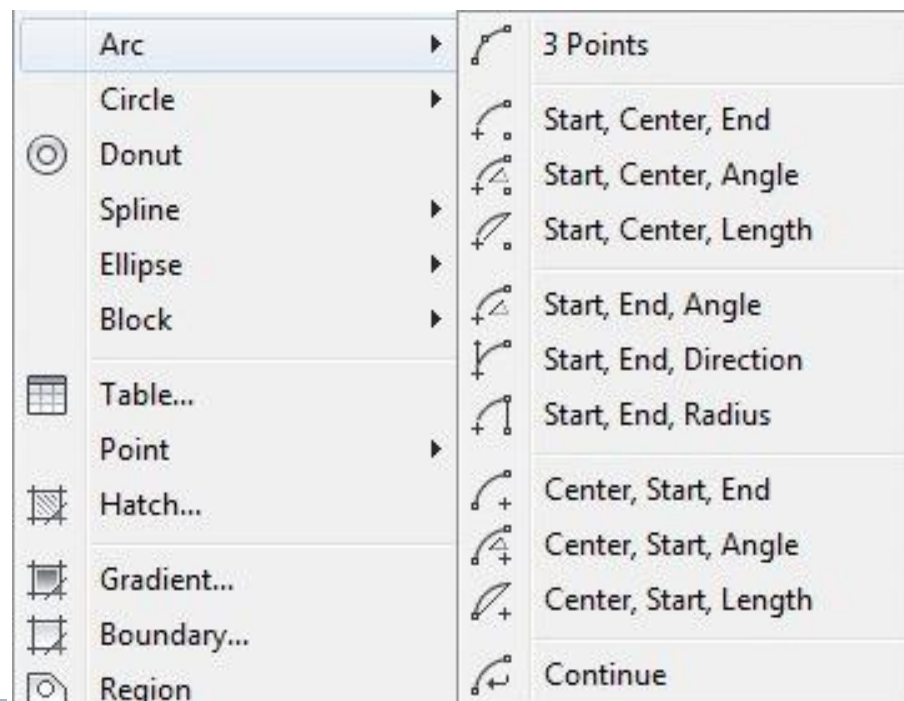 Arc
Circle
Donut
Spline
Ellipse
Block
Table...
Point
Hatch...
Gradient...
Boundary...
Region
3 Points
Start, Center, End
Start, Center, Angle
Start, Center, Length
Start, End, Angle
Start, End, Direction
Start, End, Radius
Center, Start, End
Center, Start, Angle
Center, Start, Length
Continue